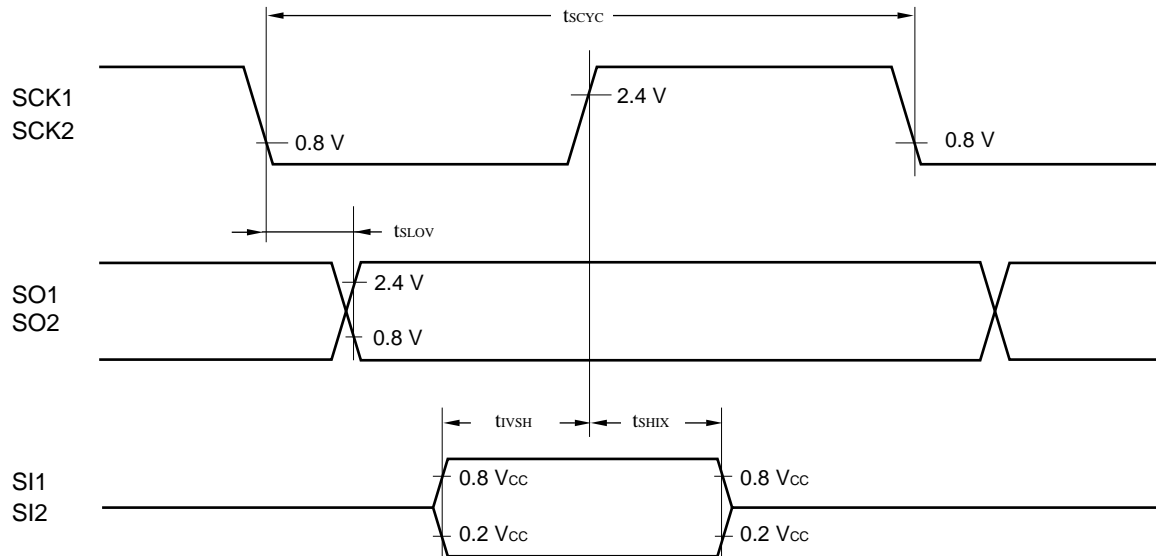 tSCYC
SCK1
SCK2
2.4 V
0.8 V
0.8 V
tSLOV
SO1
SO2
2.4 V
0.8 V
tIVSH
tSHIX
SI1
SI2
0.8 VCC
0.8 VCC
0.2 VCC
0.2 VCC